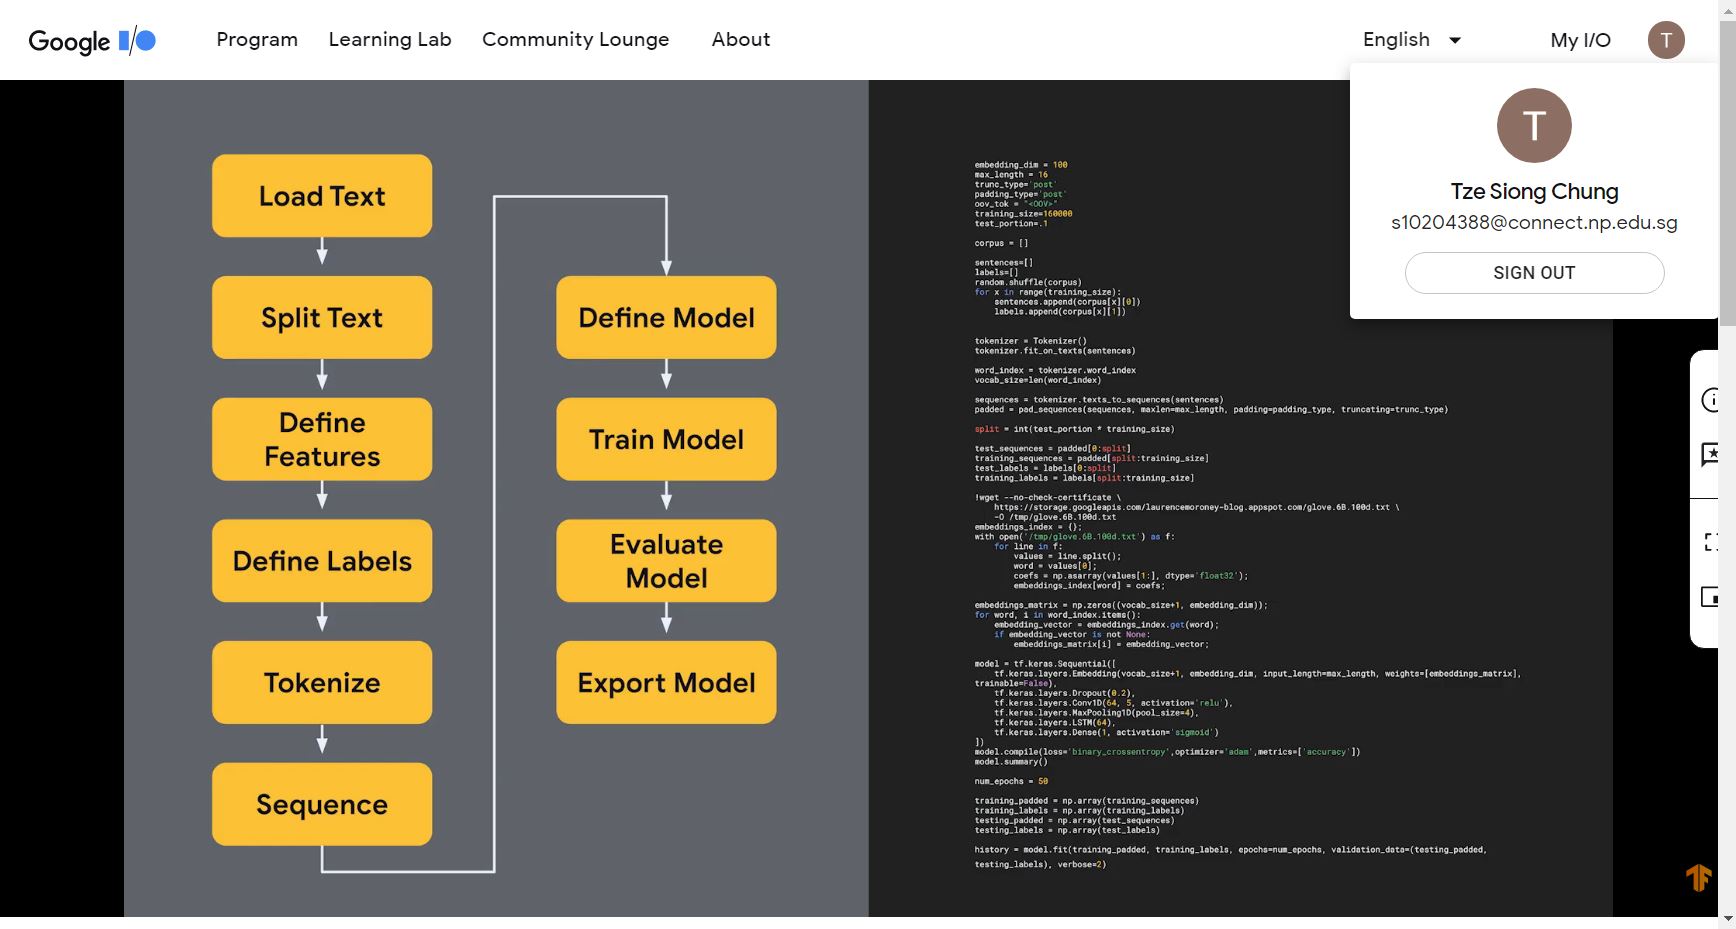 Google I/O Program Learning Lab Community Lounge About English My I/O T
T
Tze Siong Chung
s10204388@connect.np.edu.sg
SIGN OUT
Load Text
Split Text
Define
Features
Define Labels
Tokenize
Sequence
Define Model
Train Model
Evaluate
Model
Export Model
embedding_dim = 100
max_length = 16
trunc_type='post'
padding_type='post'
oov_tok = "<OOV>"
training_size=160000
test_portion=.1
corpus = []
sentences=[]
labels=[]
random.shuffle(corpus)
for x in range(training_size):
    sentences.append(corpus[x][0])
    labels.append(corpus[x][1])
tokenizer = Tokenizer()
tokenizer.fit_on_texts(sentences)
word_index = tokenizer.word_index
vocab_size=len(word_index)
sequences = tokenizer.texts_to_sequences(sentences)
padded = pad_sequences(sequences, maxlen=max_length, padding=padding_type, truncating=trunc_type)
split = int(test_portion * training_size)
test_sequences = padded[0:split]
training_sequences = padded[split:training_size]
test_labels = labels[0:split]
training_labels = labels[split:training_size]
!wget --no-check-certificate \
    https://storage.googleapis.com/laurencemoroney-blog.appspot.com/glove.6B.100d.txt \
    -O /tmp/glove.6B.100d.txt
embeddings_index = {};
with open('/tmp/glove.6B.100d.txt') as f:
    for line in f:
        values = line.split();
        word = values[0];
        coefs = np.asarray(values[1:], dtype='float32');
        embeddings_index[word] = coefs;
embeddings_matrix = np.zeros((vocab_size+1, embedding_dim));
for word, i in word_index.items():
    embedding_vector = embeddings_index.get(word);
    if embedding_vector is not None:
        embeddings_matrix[i] = embedding_vector;
model = tf.keras.Sequential([
    tf.keras.layers.Embedding(vocab_size+1, embedding_dim, input_length=max_length, weights=[embeddings_matrix],
trainable=False),
    tf.keras.layers.Dropout(0.2),
    tf.keras.layers.Conv1D(64, 5, activation='relu'),
    tf.keras.layers.MaxPooling1D(pool_size=4),
    tf.keras.layers.LSTM(64),
    tf.keras.layers.Dense(1, activation='sigmoid')
])
model.compile(loss='binary_crossentropy',optimizer='adam',metrics=['accuracy'])
model.summary()
num_epochs = 50
training_padded = np.array(training_sequences)
training_labels = np.array(training_labels)
testing_padded = np.array(test_sequences)
testing_labels = np.array(test_labels)
history = model.fit(training_padded, training_labels, epochs=num_epochs, validation_data=(testing_padded,
testing_labels), verbose=2)